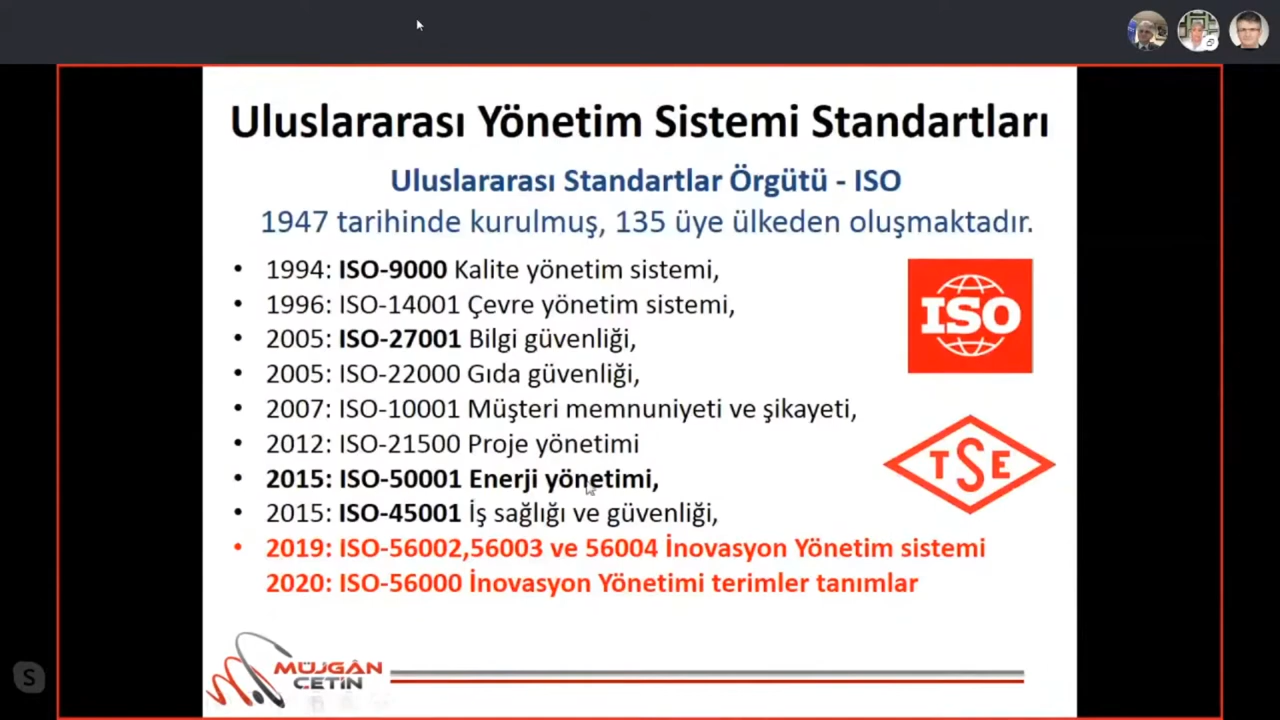 Uluslararası Yönetim Sistemi Standartları
Uluslararası Standartlar Örgütü - ISO
1947 tarihinde kurulmuş, 135 üye ülkeden oluşmaktadır.
• 1994: ISO-9000 Kalite yönetim sistemi,
• 1996: ISO-14001 Çevre yönetim sistemi,
• 2005: ISO-27001 Bilgi güvenliği,
• 2005: ISO-22000 Gıda güvenliği,
• 2007: ISO-10001 Müşteri memnuniyeti ve şikayeti,
• 2012: ISO-21500 Proje yönetimi
• 2015: ISO-50001 Enerji yönetimi,
• 2015: ISO-45001 İş sağlığı ve güvenliği,
• 2019: ISO-56002,56003 ve 56004 İnovasyon Yönetim sistemi
2020: ISO-56000 İnovasyon Yönetimi terimler tanımlar
ISO
TSE
MÜJGÂN
ÇETİN
S